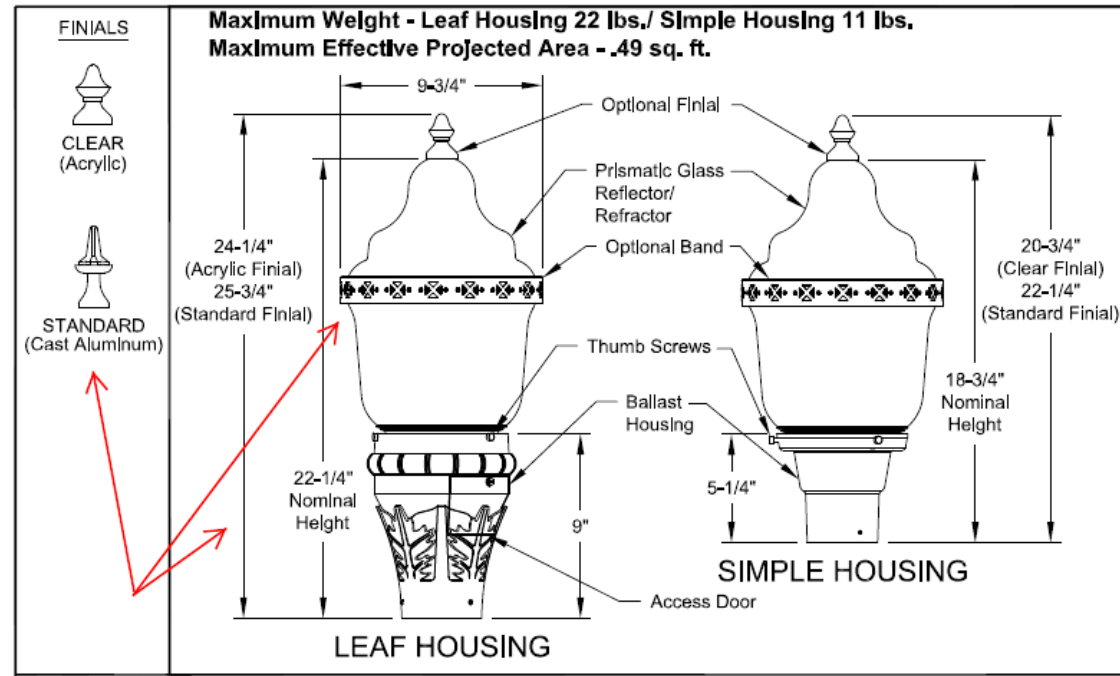 FINIALS
CLEAR
(Acrylic)
STANDARD
(Cast Aluminum)
Maximum Weight - Leaf Housing 22 lbs./ Simple Housing 11 lbs.
Maximum Effective Projected Area - .49 sq. ft.
9-3/4"
Optional Finial
Prismatic Glass
Reflector/
Refractor
Optional Band
24-1/4"
(Acrylic Finial)
25-3/4"
(Standard Finial)
20-3/4"
(Clear Finial)
22-1/4"
(Standard Finial)
Thumb Screws
Ballast
Housing
18-3/4"
Nominal
Height
22-1/4"
Nominal
Height
9"
5-1/4"
Access Door
LEAF HOUSING
SIMPLE HOUSING